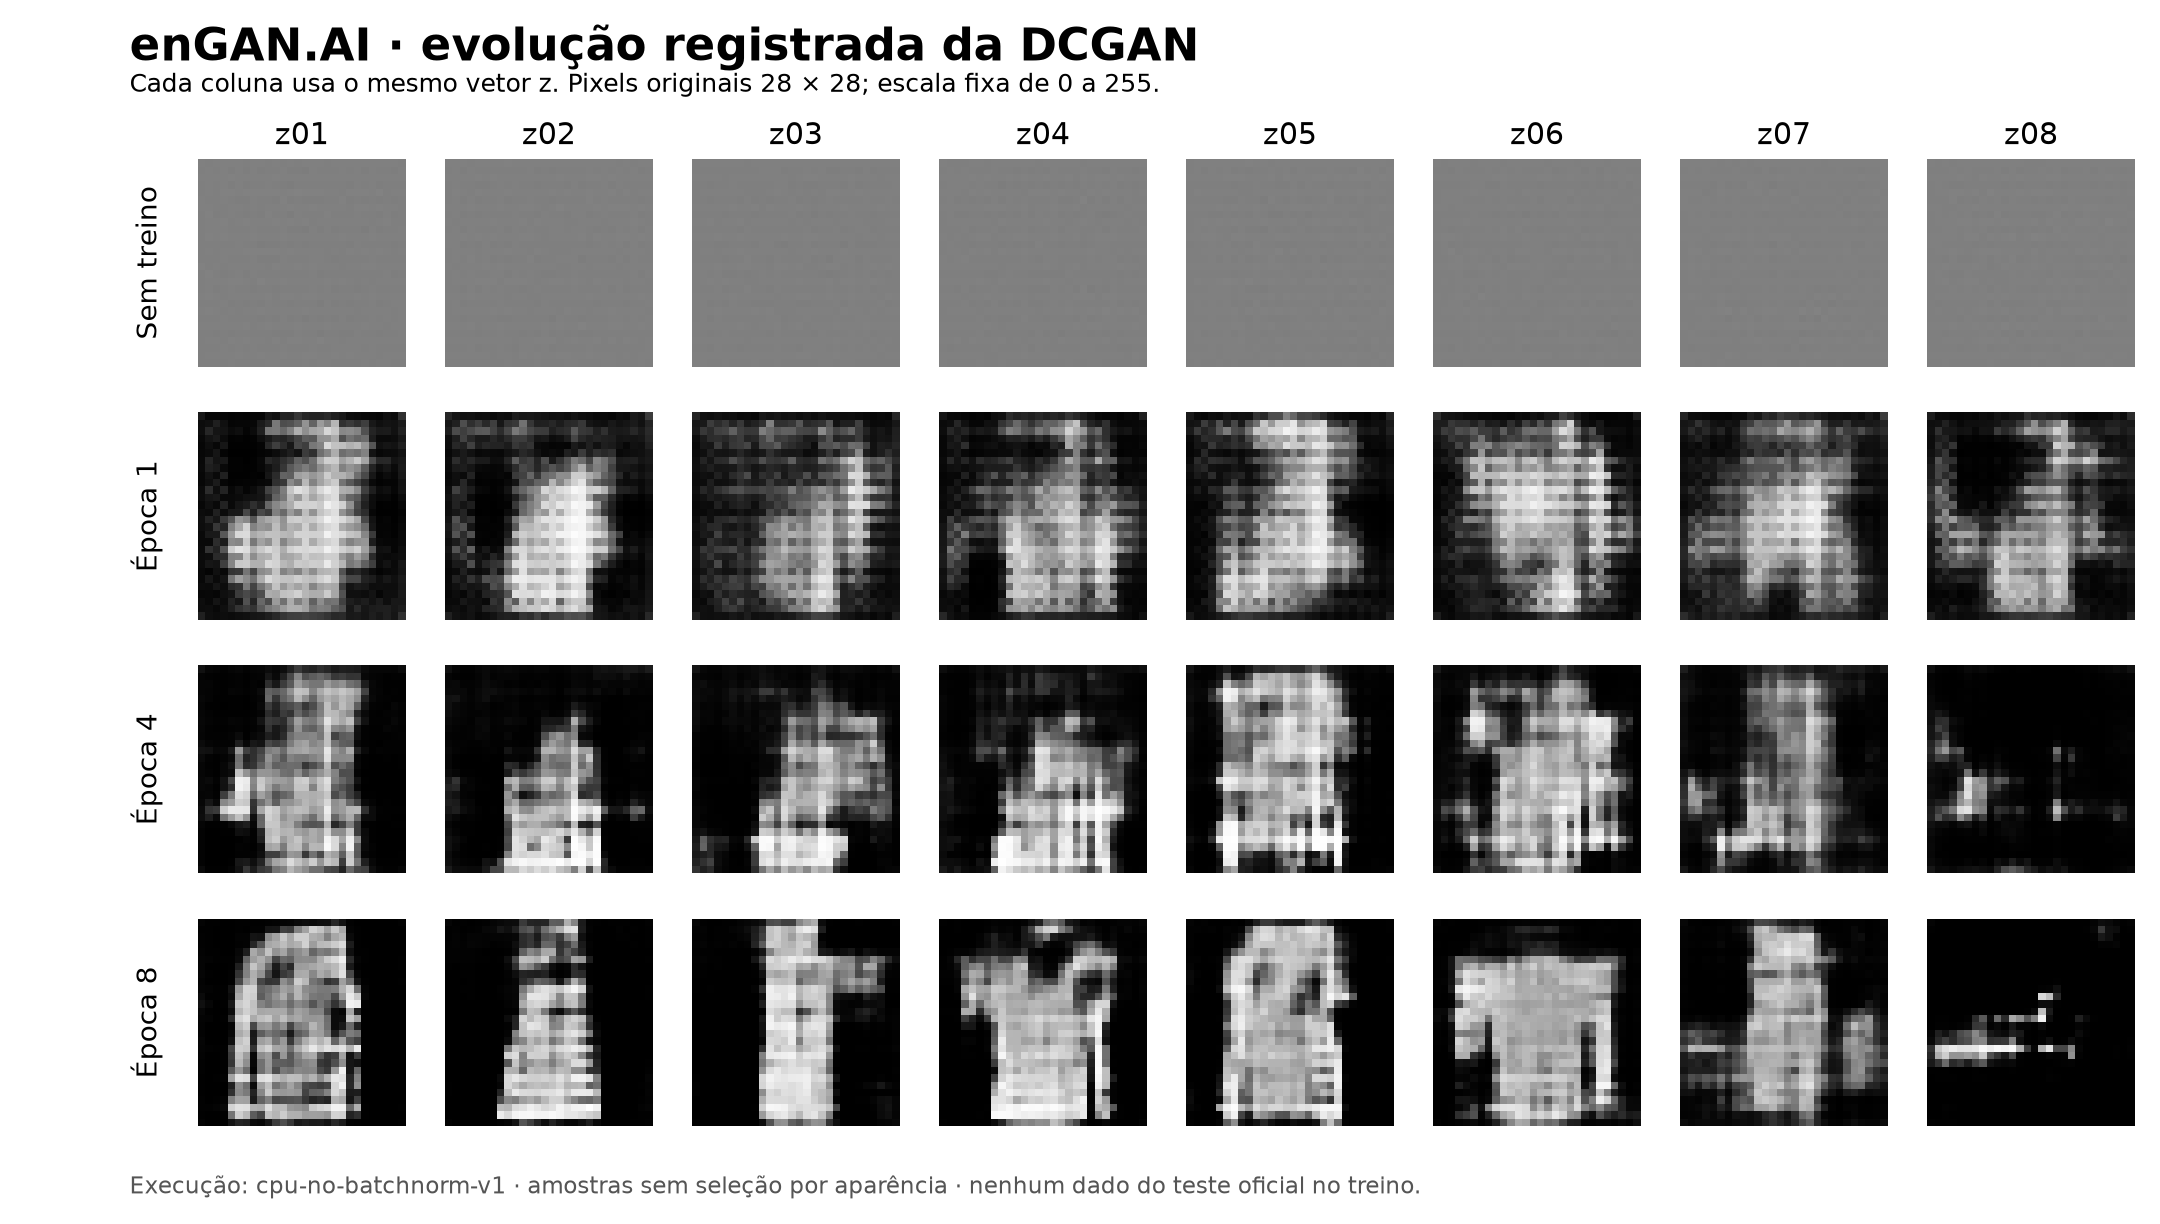 enGAN.AI · evolução registrada da DCGAN
Cada coluna usa o mesmo vetor z. Pixels originais 28 × 28; escala fixa de 0 a 255.
z01 z02 z03 z04 z05 z06 z07 z08
Sem treino
Época 1
Época 4
Época 8
Execução: cpu-no-batchnorm-v1 · amostras sem seleção por aparência · nenhum dado do teste oficial no treino.